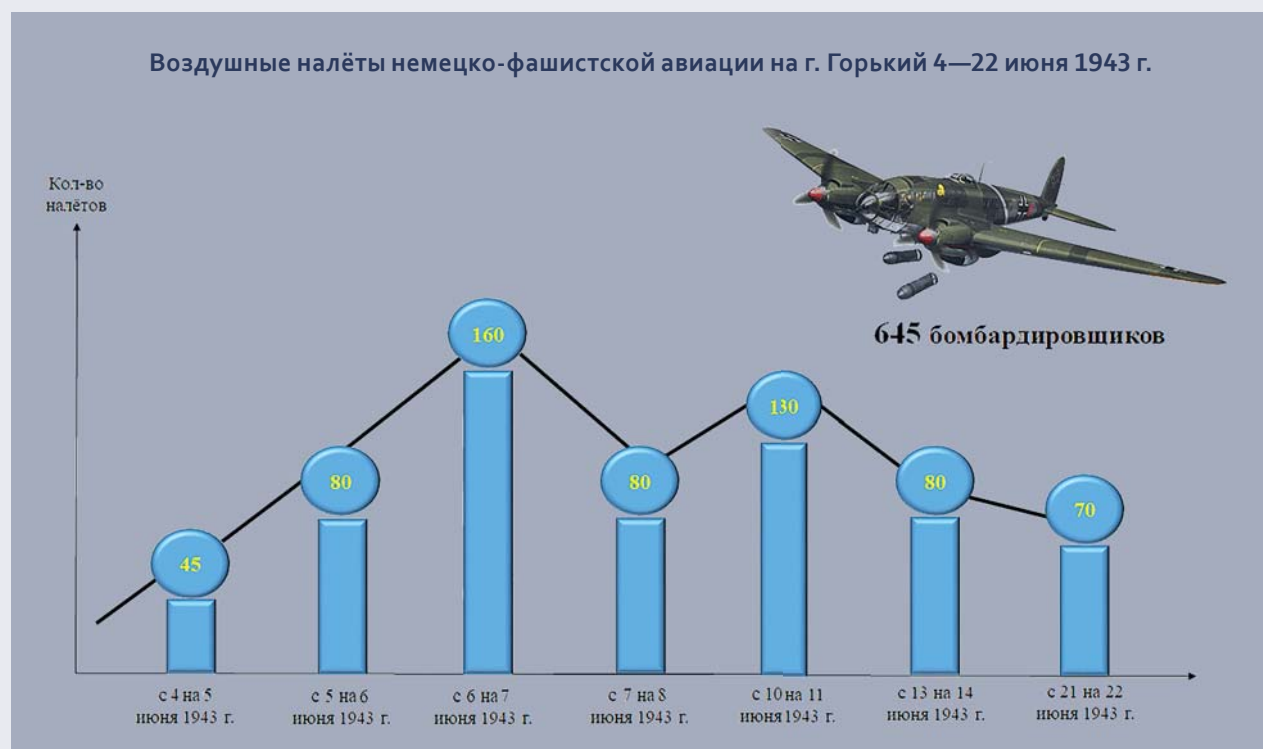 Воздушные налёты немецко-фашистской авиации на г. Горький 4—22 июня 1943 г.
Кол-во
налётов
645 бомбардировщиков
45
80
160
80
130
80
70
с 4 на 5
июня 1943 г.
с 5 на 6
июня 1943 г.
с 6 на 7
июня 1943 г.
с 7 на 8
июня 1943 г.
с 10 на 11
июня 1943 г.
с 13 на 14
июня 1943 г.
с 21 на 22
июня 1943 г.